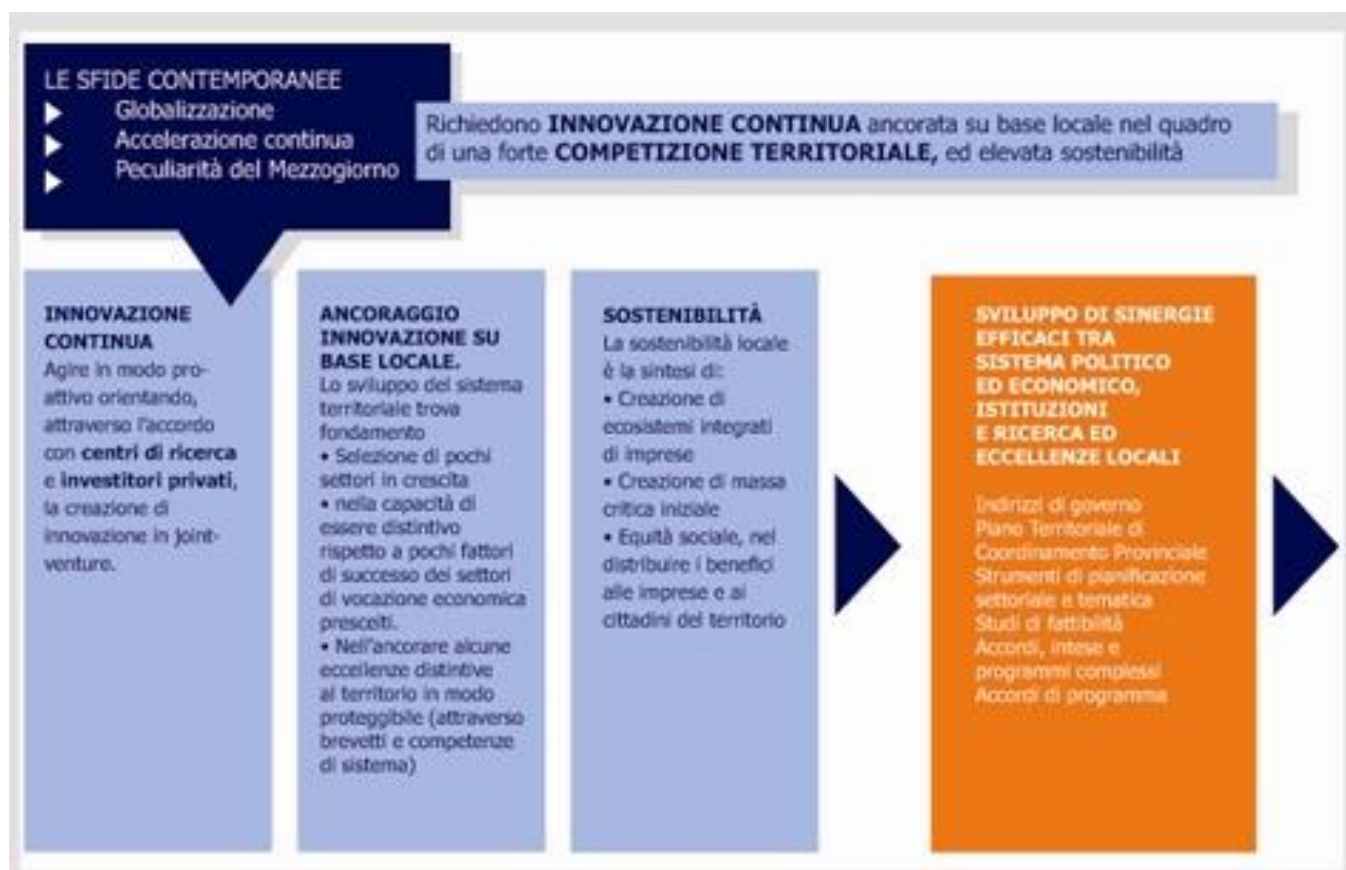 LE SFIDE CONTEMPORANEE
Globalizzazione
Accelerazione continua
Peculiarità del Mezzogiorno
Richiedono INNOVAZIONE CONTINUA ancorata su base locale nel quadro
di una forte COMPETIZIONE TERRITORIALE, ed elevata sostenibilità
INNOVAZIONE
CONTINUA
Agire in modo pro-
attivo orientando,
attraverso l'accordo
con centri di ricerca
e investitori privati,
la creazione di
innovazione in joint-
venture.
ANCORAGGIO
INNOVAZIONE SU
BASE LOCALE.
Lo sviluppo del sistema
territoriale trova
fondamento
• Selezione di pochi
settori in crescita
• nella capacità di
essere distintivo
rispetto a pochi fattori
di successo dei settori
di vocazione economica
prescelti.
• Nell'ancorare alcune
eccellenze distintive
al territorio in modo
proteggibile (attraverso
brevetti e competenze
di sistema)
SOSTENIBILITÀ
La sostenibilità locale
è la sintesi di:
• Creazione di
ecosistemi integrati
di imprese
• Creazione di massa
critica iniziale
• Equità sociale, nel
distribuire i benefici
alle imprese e ai
cittadini del territorio
SVILUPPO DI SINERGIE
EFFICACI TRA
SISTEMA POLITICO
ED ECONOMICO,
ISTITUZIONI
E RICERCA ED
ECCELLENZE LOCALI
Indirizzi di governo
Piano Territoriale di
Coordinamento Provinciale
Strumenti di pianificazione
settoriale e tematica
Studi di fattibilità
Accordi, intese e
programmi complessi
Accordi di programma